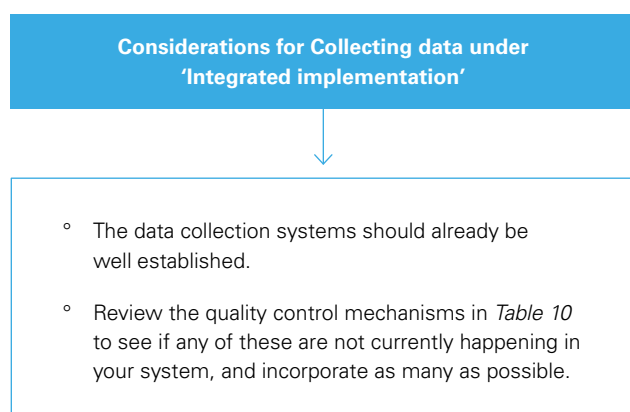 Considerations for Collecting data under
‘Integrated implementation’
° The data collection systems should already be
well established.
° Review the quality control mechanisms in Table 10
to see if any of these are not currently happening in
your system, and incorporate as many as possible.